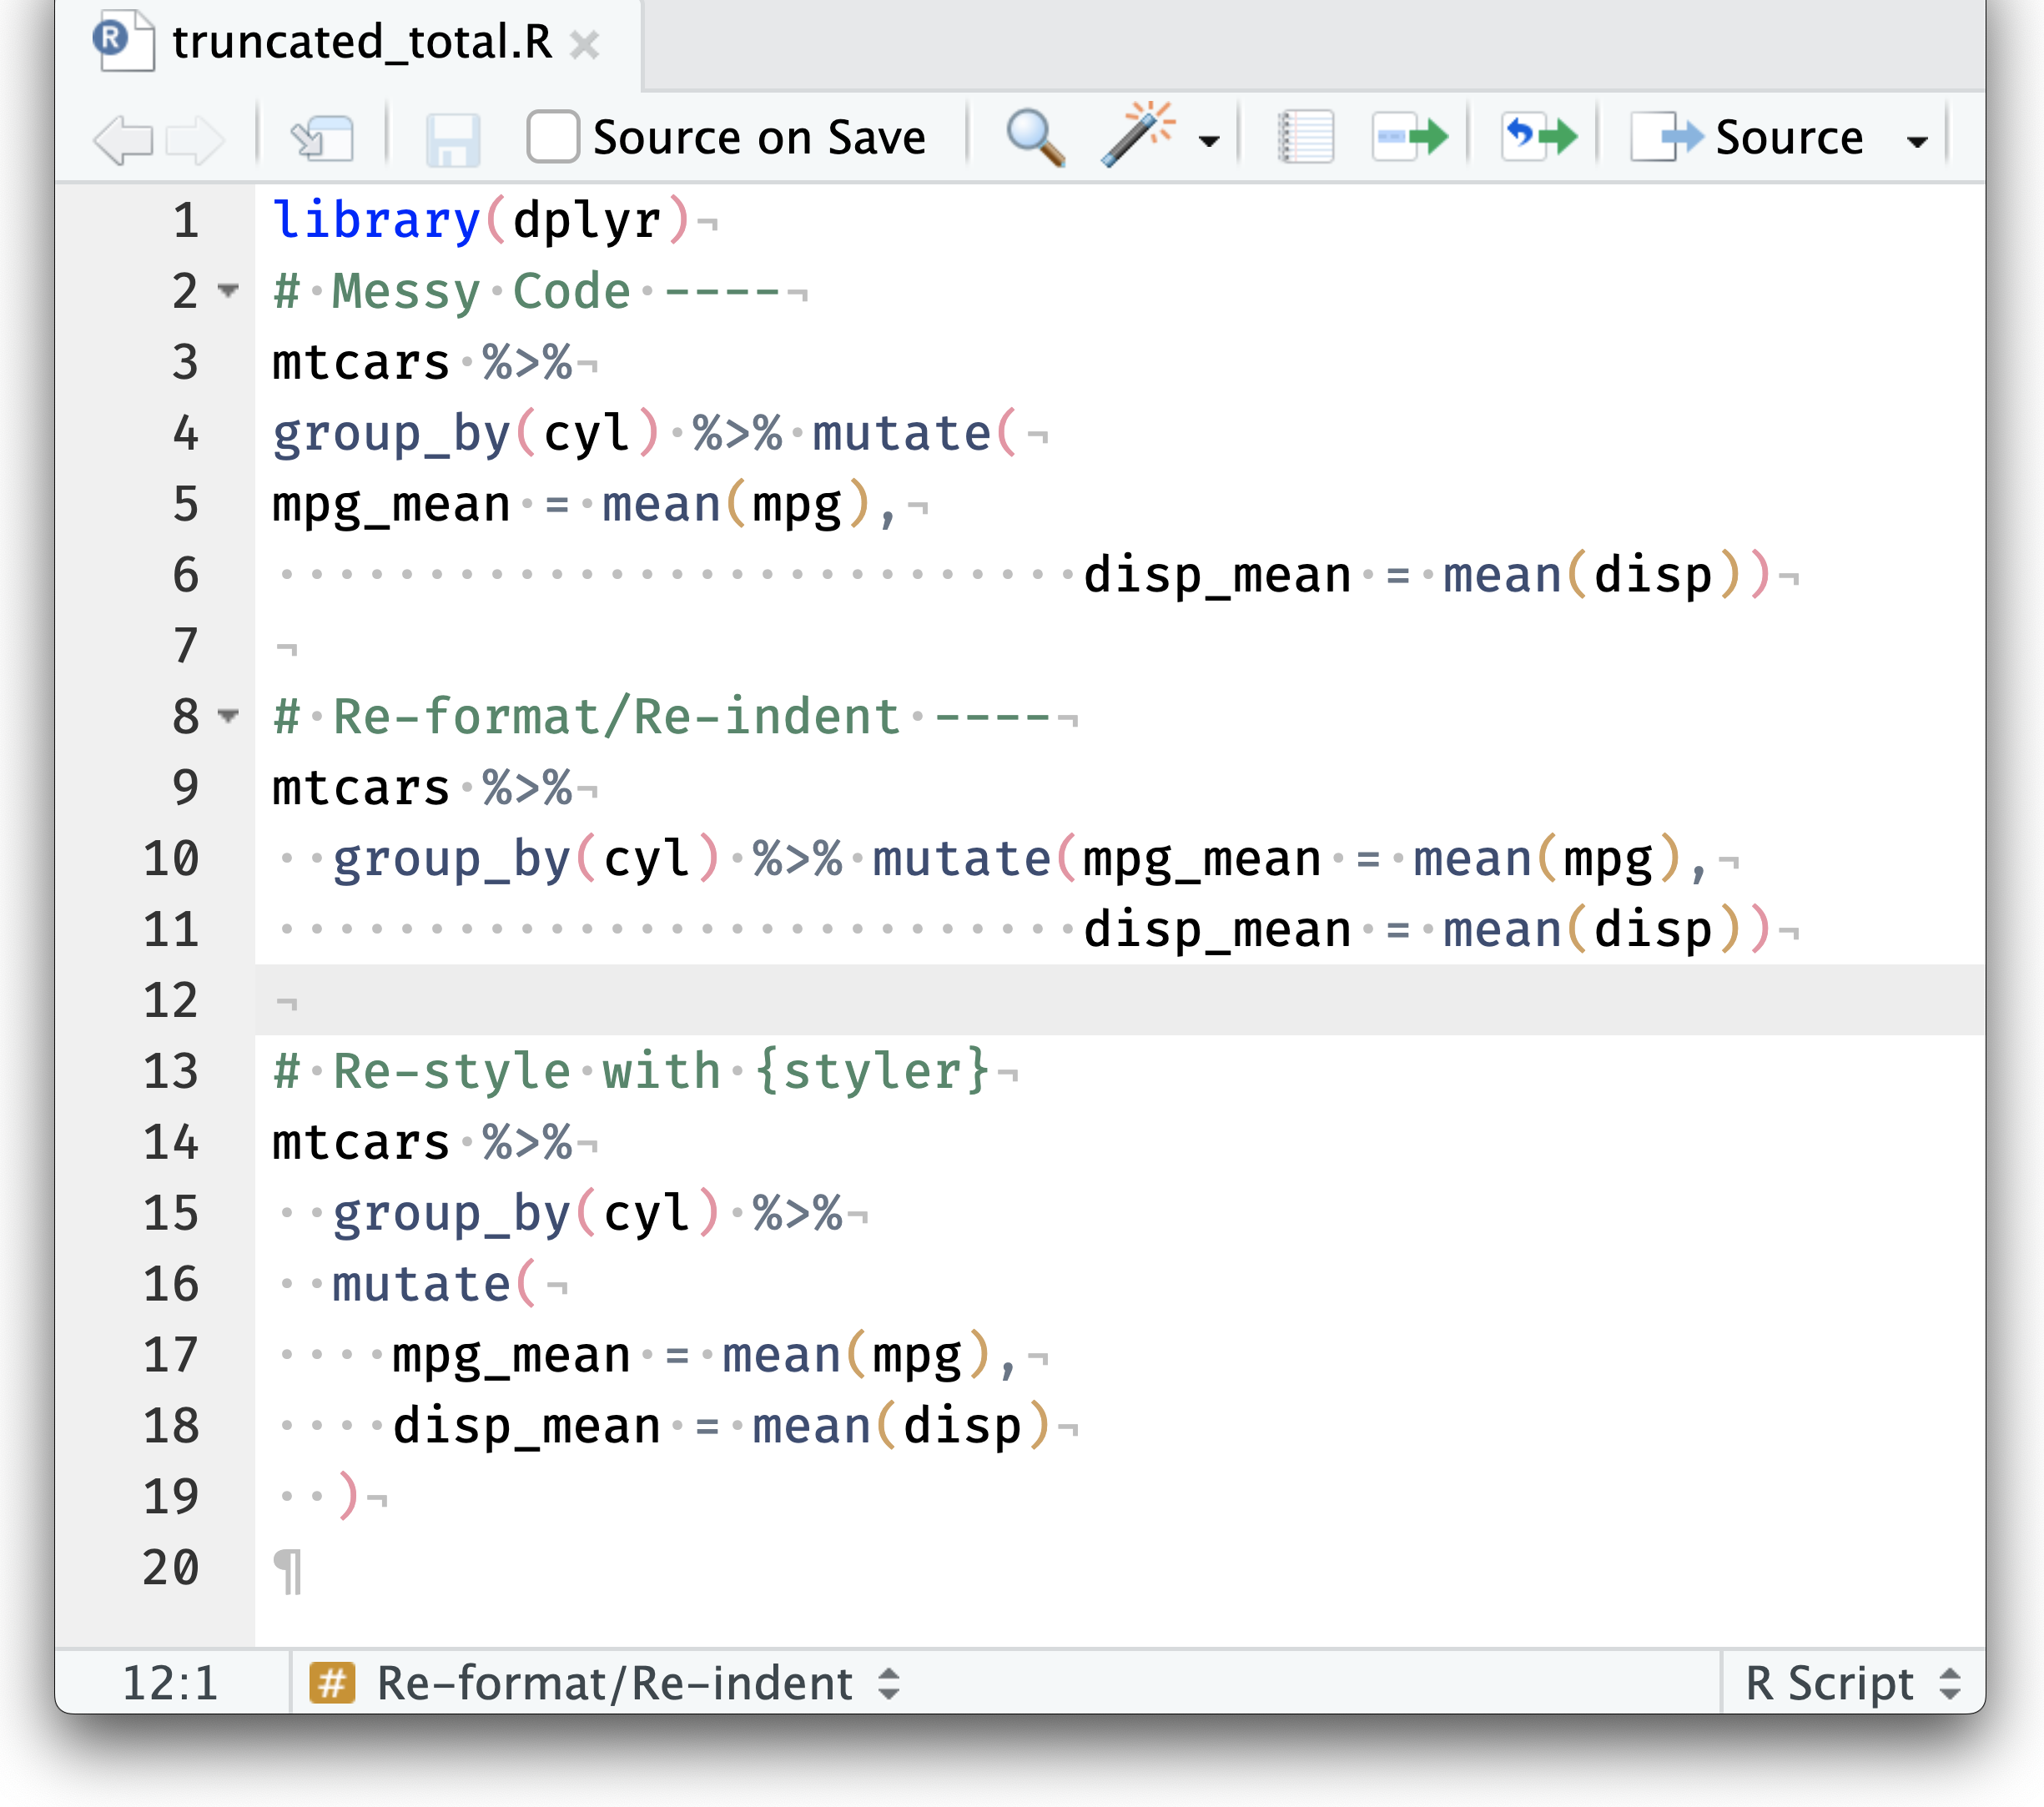 truncated_total.R
Source on Save Source
1 library(dplyr)¬
2 # Messy Code ----¬
3 mtcars %>%¬
4 group_by(cyl) %>% mutate(¬
5 mpg_mean = mean(mpg),¬
6                            disp_mean = mean(disp))¬
7 ¬
8 # Re-format/Re-indent ----¬
9 mtcars %>%¬
10   group_by(cyl) %>% mutate(mpg_mean = mean(mpg),¬
11                            disp_mean = mean(disp))¬
12 ¬
13 # Re-style with {styler}¬
14 mtcars %>%¬
15   group_by(cyl) %>%¬
16   mutate(¬
17     mpg_mean = mean(mpg),¬
18     disp_mean = mean(disp)¬
19   )¬
20 ¶
12:1 # Re-format/Re-indent R Script